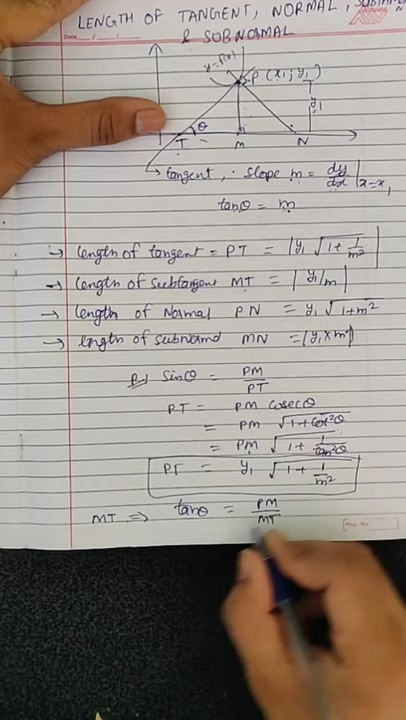 LENGTH OF TANGENT, NORMAL,
& SUBNORMAL
y=f(x)
P (x₁, y₁)
y₁
θ
T M N
→ tangent, slope m = dy/dx |x=x₁
tanθ = m
→ length of tangent = PT = |y₁ √1+1/m²|
→ length of subtangent MT = |y₁/m|
→ length of Normal PN = y₁ √1+m²
→ length of subnormal MN = |y₁×m|
Sinθ = PM/PT
PT = PM cosecθ
= PM √1+cot²θ
= PM √1+1/tan²θ
PT = y₁ √1+1/m²
MT ⇒ tanθ = PM/MT